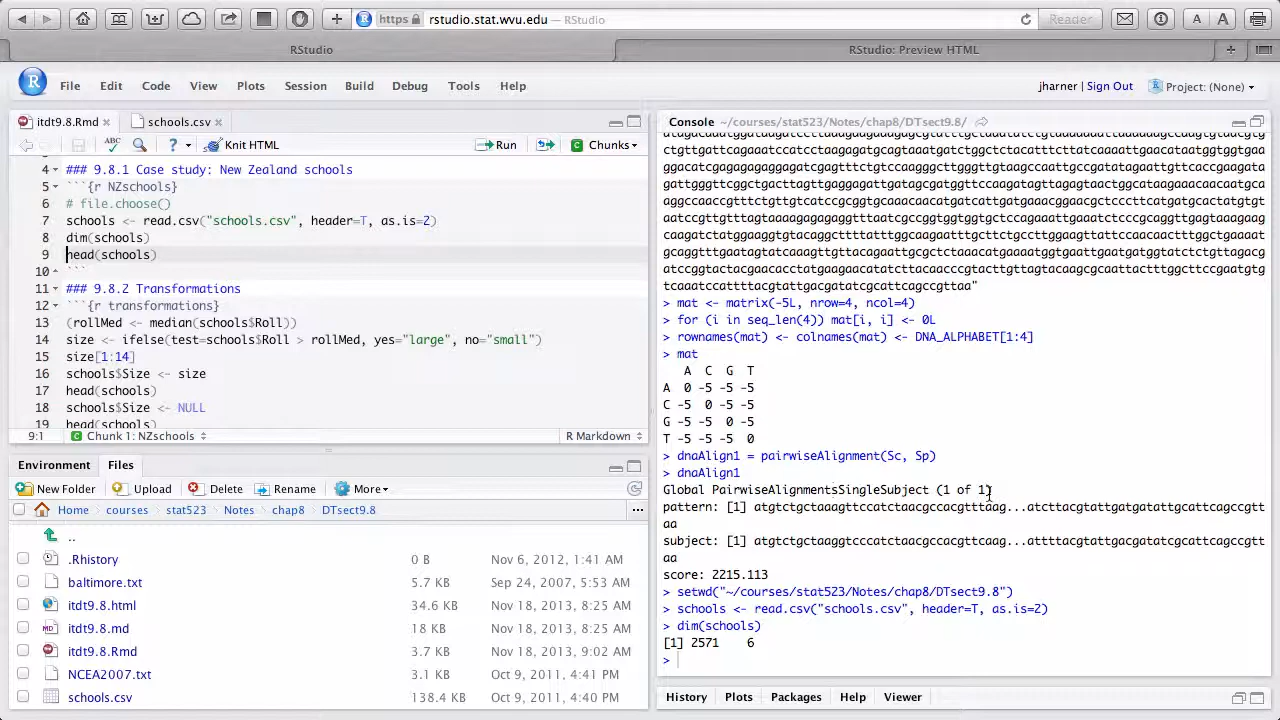 https rstudio.stat.wvu.edu — RStudio
Reader
A A
RStudio
RStudio: Preview HTML
R File Edit Code View Plots Session Build Debug Tools Help
jharner | Sign Out Project: (None)
itdt9.8.Rmd
schools.csv
ABC ? Knit HTML Run Chunks
4 ### 9.8.1 Case study: New Zealand schools
5 ```{r NZschools}
6 # file.choose()
7 schools <- read.csv("schools.csv", header=T, as.is=2)
8 dim(schools)
9 head(schools)
10 ```
11 ### 9.8.2 Transformations
12 ```{r transformations}
13 (rollMed <- median(schools$Roll))
14 size <- ifelse(test=schools$Roll > rollMed, yes="large", no="small")
15 size[1:14]
16 schools$Size <- size
17 head(schools)
18 schools$Size <- NULL
19 head(schools)
9:1 Chunk 1: NZschools R Markdown
Environment Files
New Folder Upload Delete Rename More
Home courses stat523 Notes chap8 DTsect9.8 ...
..
.Rhistory 0 B Nov 6, 2012, 1:41 AM
baltimore.txt 5.7 KB Sep 24, 2007, 5:53 AM
itdt9.8.html 34.6 KB Nov 18, 2013, 8:25 AM
itdt9.8.md 18 KB Nov 18, 2013, 8:25 AM
itdt9.8.Rmd 3.7 KB Nov 18, 2013, 9:02 AM
NCEA2007.txt 3.1 KB Oct 9, 2011, 4:41 PM
schools.csv 138.4 KB Oct 9, 2011, 4:40 PM
Console ~/courses/stat523/Notes/chap8/DTsect9.8/
> mat <- matrix(-5L, nrow=4, ncol=4)
> for (i in seq_len(4)) mat[i, i] <- 0L
> rownames(mat) <- colnames(mat) <- DNA_ALPHABET[1:4]
> mat
A C G T
A 0 -5 -5 -5
C -5 0 -5 -5
G -5 -5 0 -5
T -5 -5 -5 0
> dnaAlign1 = pairwiseAlignment(Sc, Sp)
> dnaAlign1
Global PairwiseAlignmentsSingleSubject (1 of 1)
pattern: [1] atgtctgctaaagttccatctaacgccacgtttaag...atcttacgtattgatgatattgcattcagccgtt
aa
subject: [1] atgtctgctaaggtcccatctaacgccacgttcaag...attttacgtattgacgatatcgcattcagccgtt
aa
score: 2215.113
> setwd("~/courses/stat523/Notes/chap8/DTsect9.8")
> schools <- read.csv("schools.csv", header=T, as.is=2)
> dim(schools)
[1] 2571 6
>
History Plots Packages Help Viewer